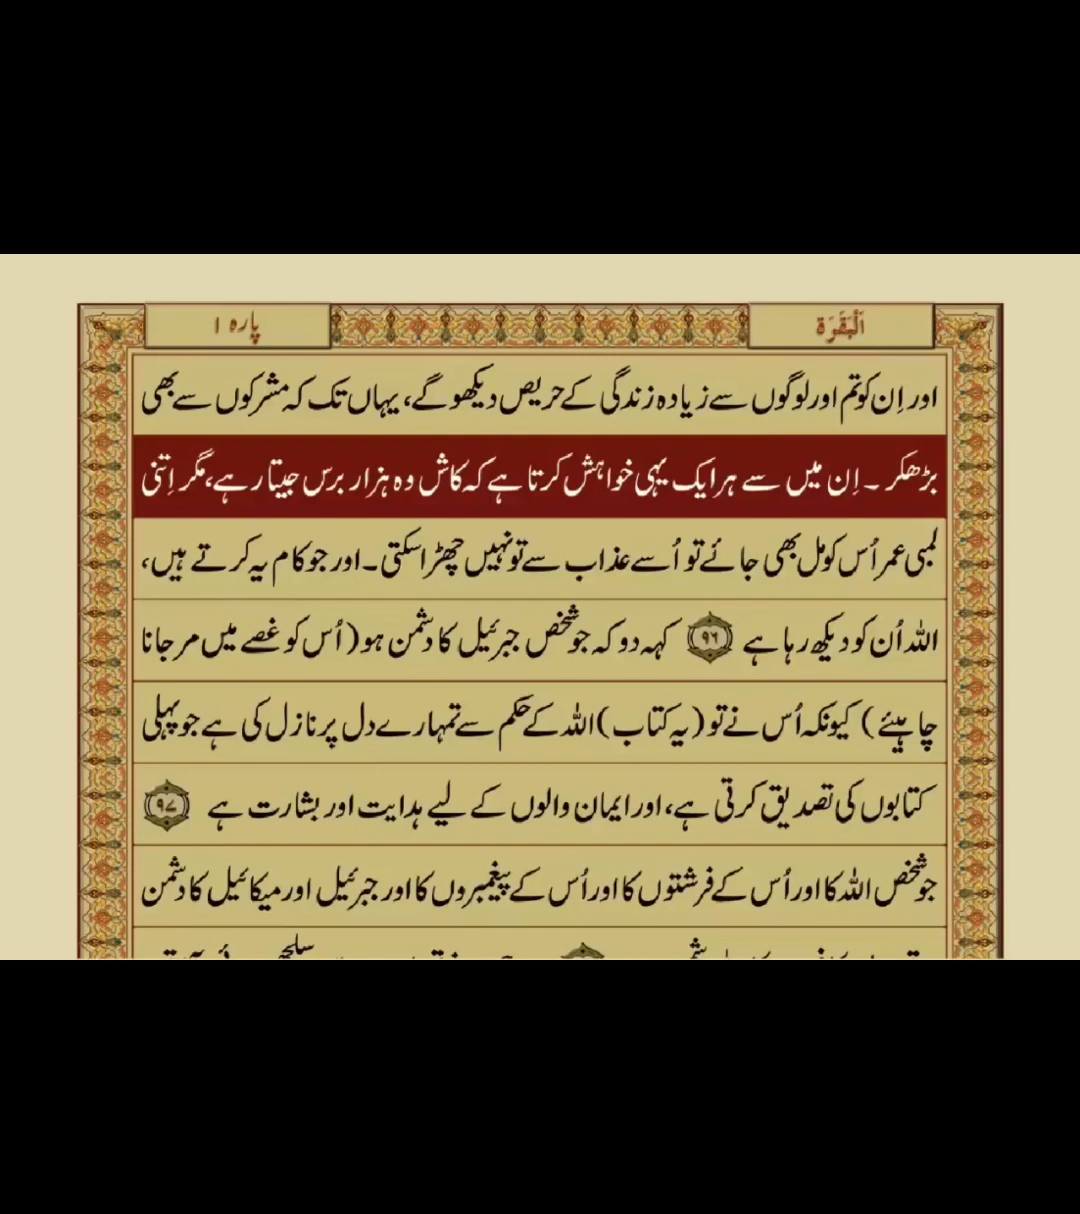 اَلْبَقَرَة
پارہ ۱
اور اِن کو تم اور لوگوں سے زیادہ زندگی کے حریص دیکھو گے، یہاں تک کہ مشرکوں سے بھی
بڑھکر ۔ اِن میں سے ہر ایک یہی خواہش کرتا ہے کہ کاش وہ ہزار برس جیتا رہے، مگر اِتنی
لمبی عمر اُس کو مل بھی جائے تو اُسے عذاب سے تو نہیں چھڑا سکتی۔ اور جو کام یہ کرتے ہیں،
اللہ اُن کو دیکھ رہا ہے ۹۶ کہہ دو کہ جو شخص جبرئیل کا دشمن ہو (اُس کو غصے میں مر جانا
چاہیئے) کیونکہ اُس نے تو (یہ کتاب) اللہ کے حکم سے تمہارے دل پر نازل کی ہے جو پہلی
کتابوں کی تصدیق کرتی ہے، اور ایمان والوں کے لیے ہدایت اور بشارت ہے ۹۷
جو شخص اللہ کا اور اُس کے فرشتوں کا اور اُس کے پیغمبروں کا اور جبرئیل اور میکائیل کا دشمن